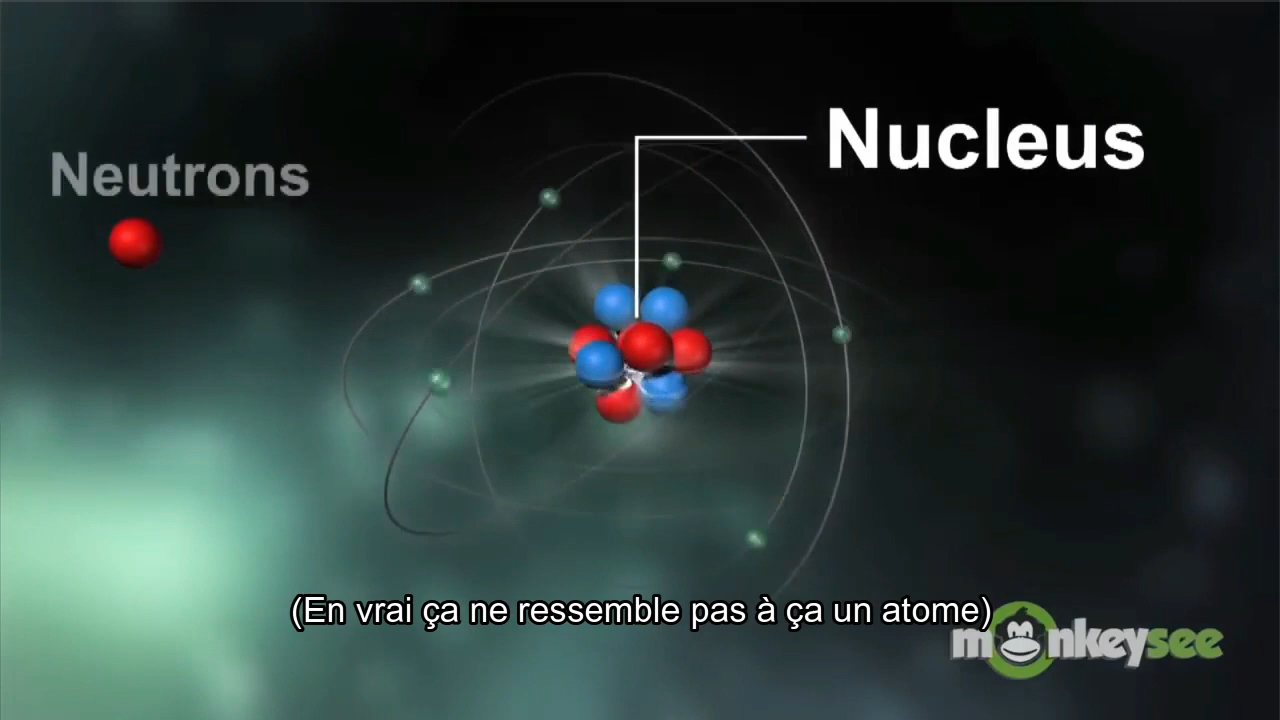 Nucleus
Neutrons
(En vrai ça ne ressemble pas à ça un atome)
monkeysee